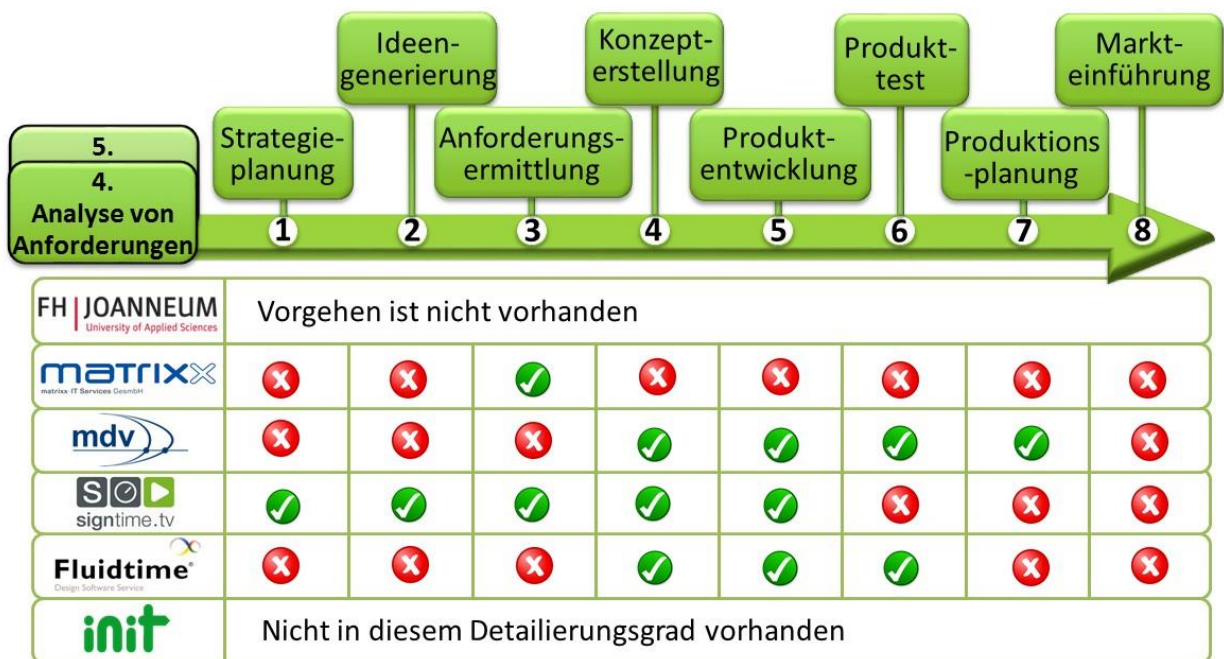 Ideen-
generierung
Konzept-
erstellung
Produkt-
test
Markt-
einführung
Strategie-
planung
Anforderungs-
ermittlung
Produkt-
entwicklung
Produktions
-planung
5.
4.
Analyse von
Anforderungen
1 2 3 4 5 6 7 8
FH JOANNEUM
University of Applied Sciences
Vorgehen ist nicht vorhanden
matrixx
matrixx IT Services GesmbH
mdv
signtime.tv
Fluidtime®
Design Software Service
init
Nicht in diesem Detailierungsgrad vorhanden